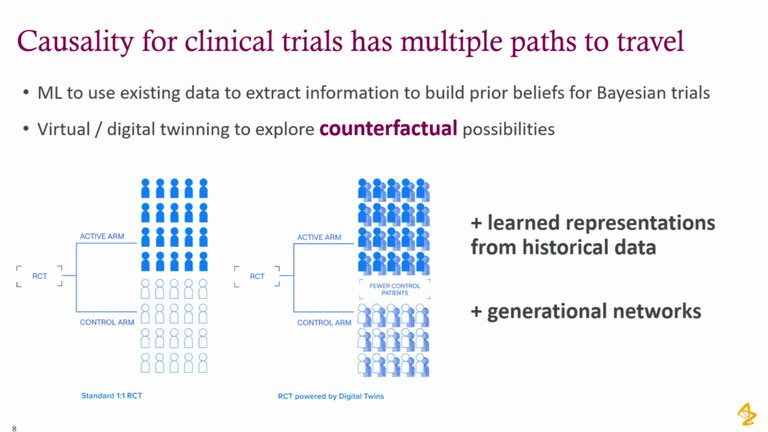 Causality for clinical trials has multiple paths to travel
• ML to use existing data to extract information to build prior beliefs for Bayesian trials
• Virtual / digital twinning to explore counterfactual possibilities
ACTIVE ARM
RCT
CONTROL ARM
Standard 1:1 RCT
ACTIVE ARM
RCT
FEWER CONTROL
PATIENTS
CONTROL ARM
RCT powered by Digital Twins
+ learned representations
from historical data
+ generational networks
8